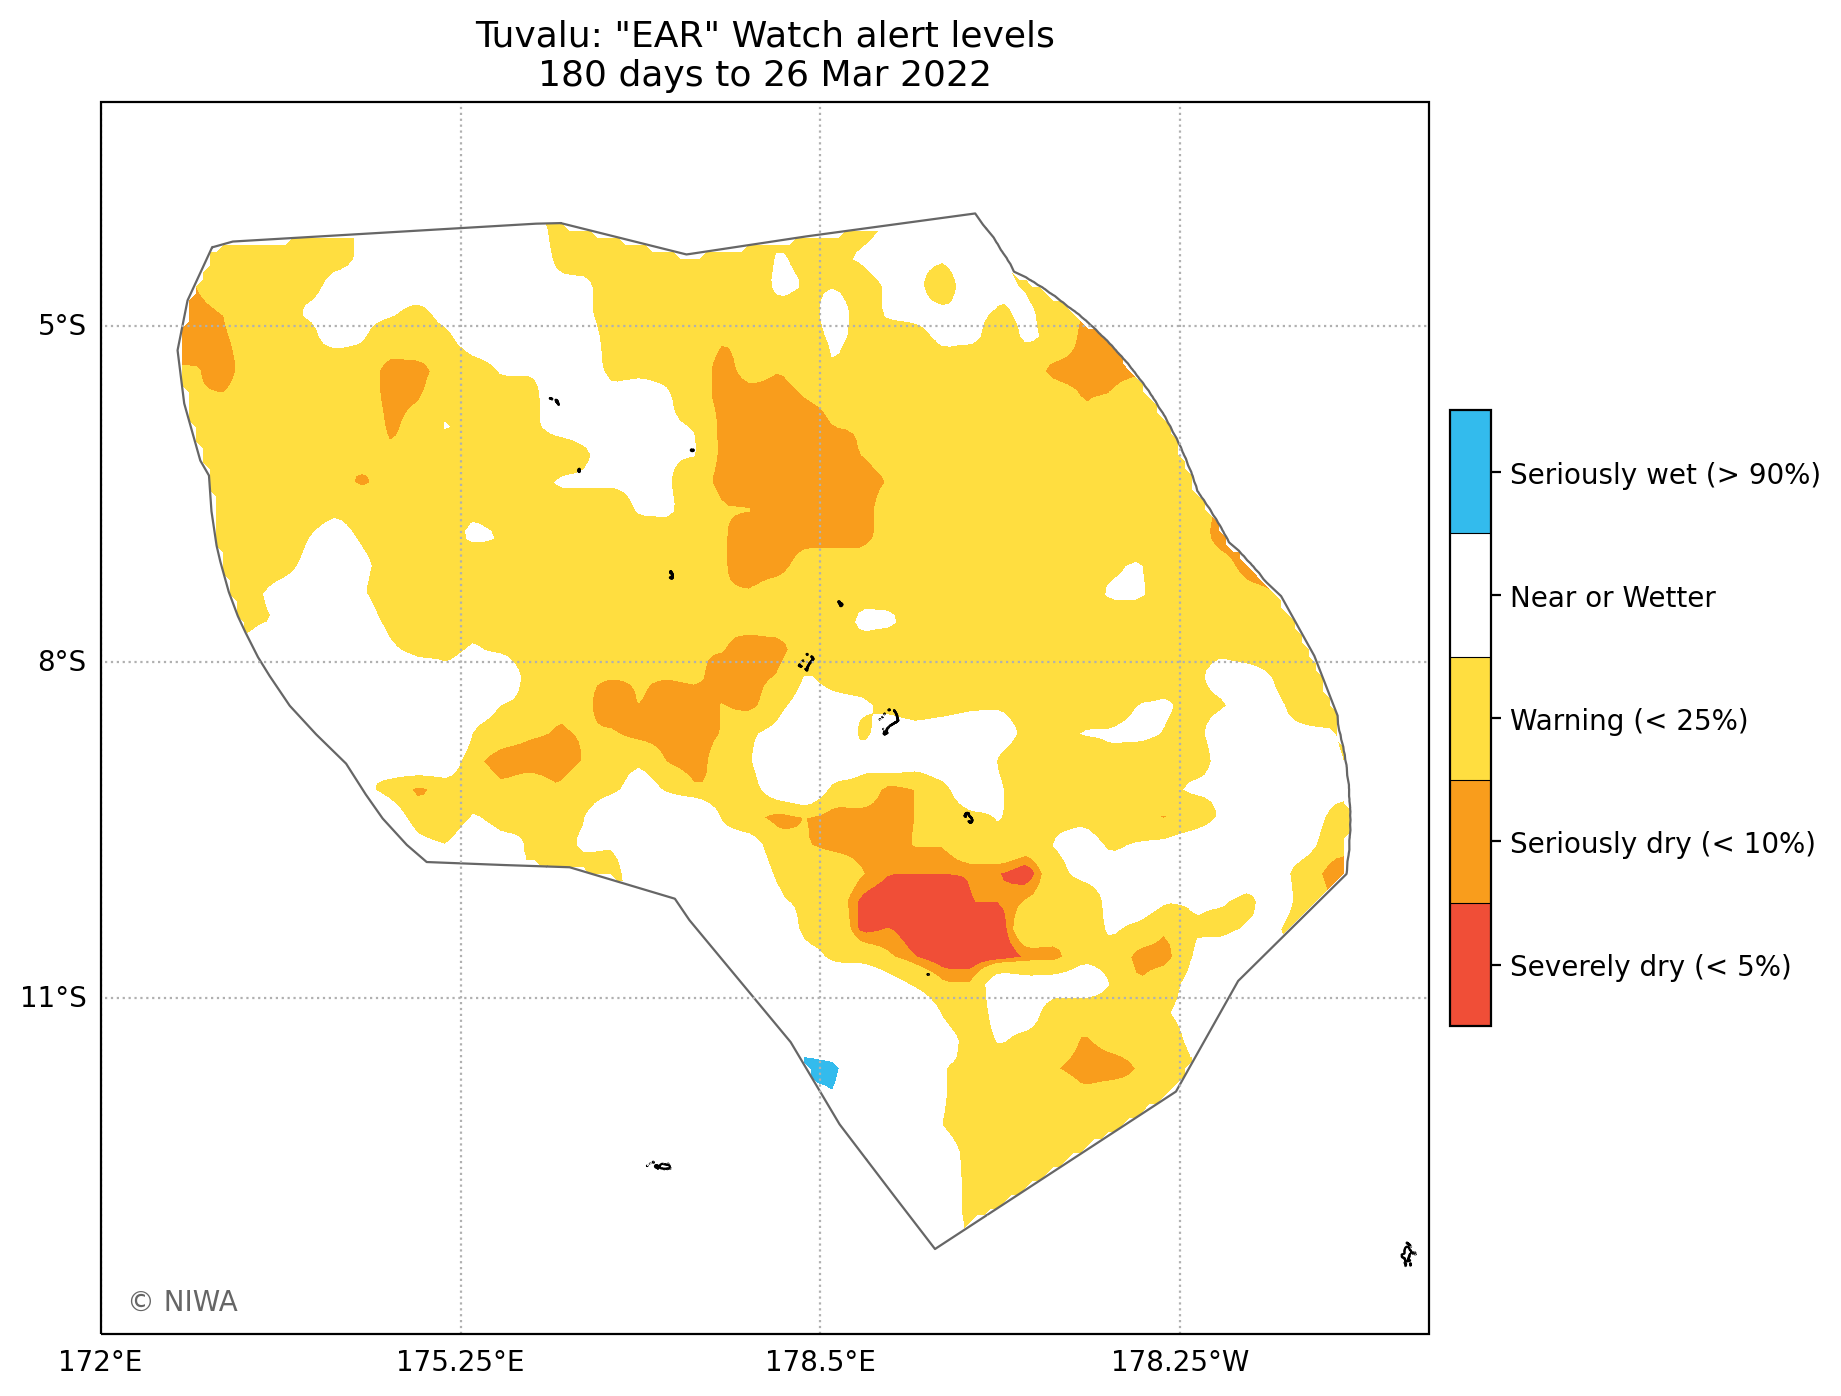 Tuvalu: "EAR" Watch alert levels
180 days to 26 Mar 2022
5°S
8°S
11°S
172°E
175.25°E
178.5°E
178.25°W
Seriously wet (> 90%)
Near or Wetter
Warning (< 25%)
Seriously dry (< 10%)
Severely dry (< 5%)
© NIWA